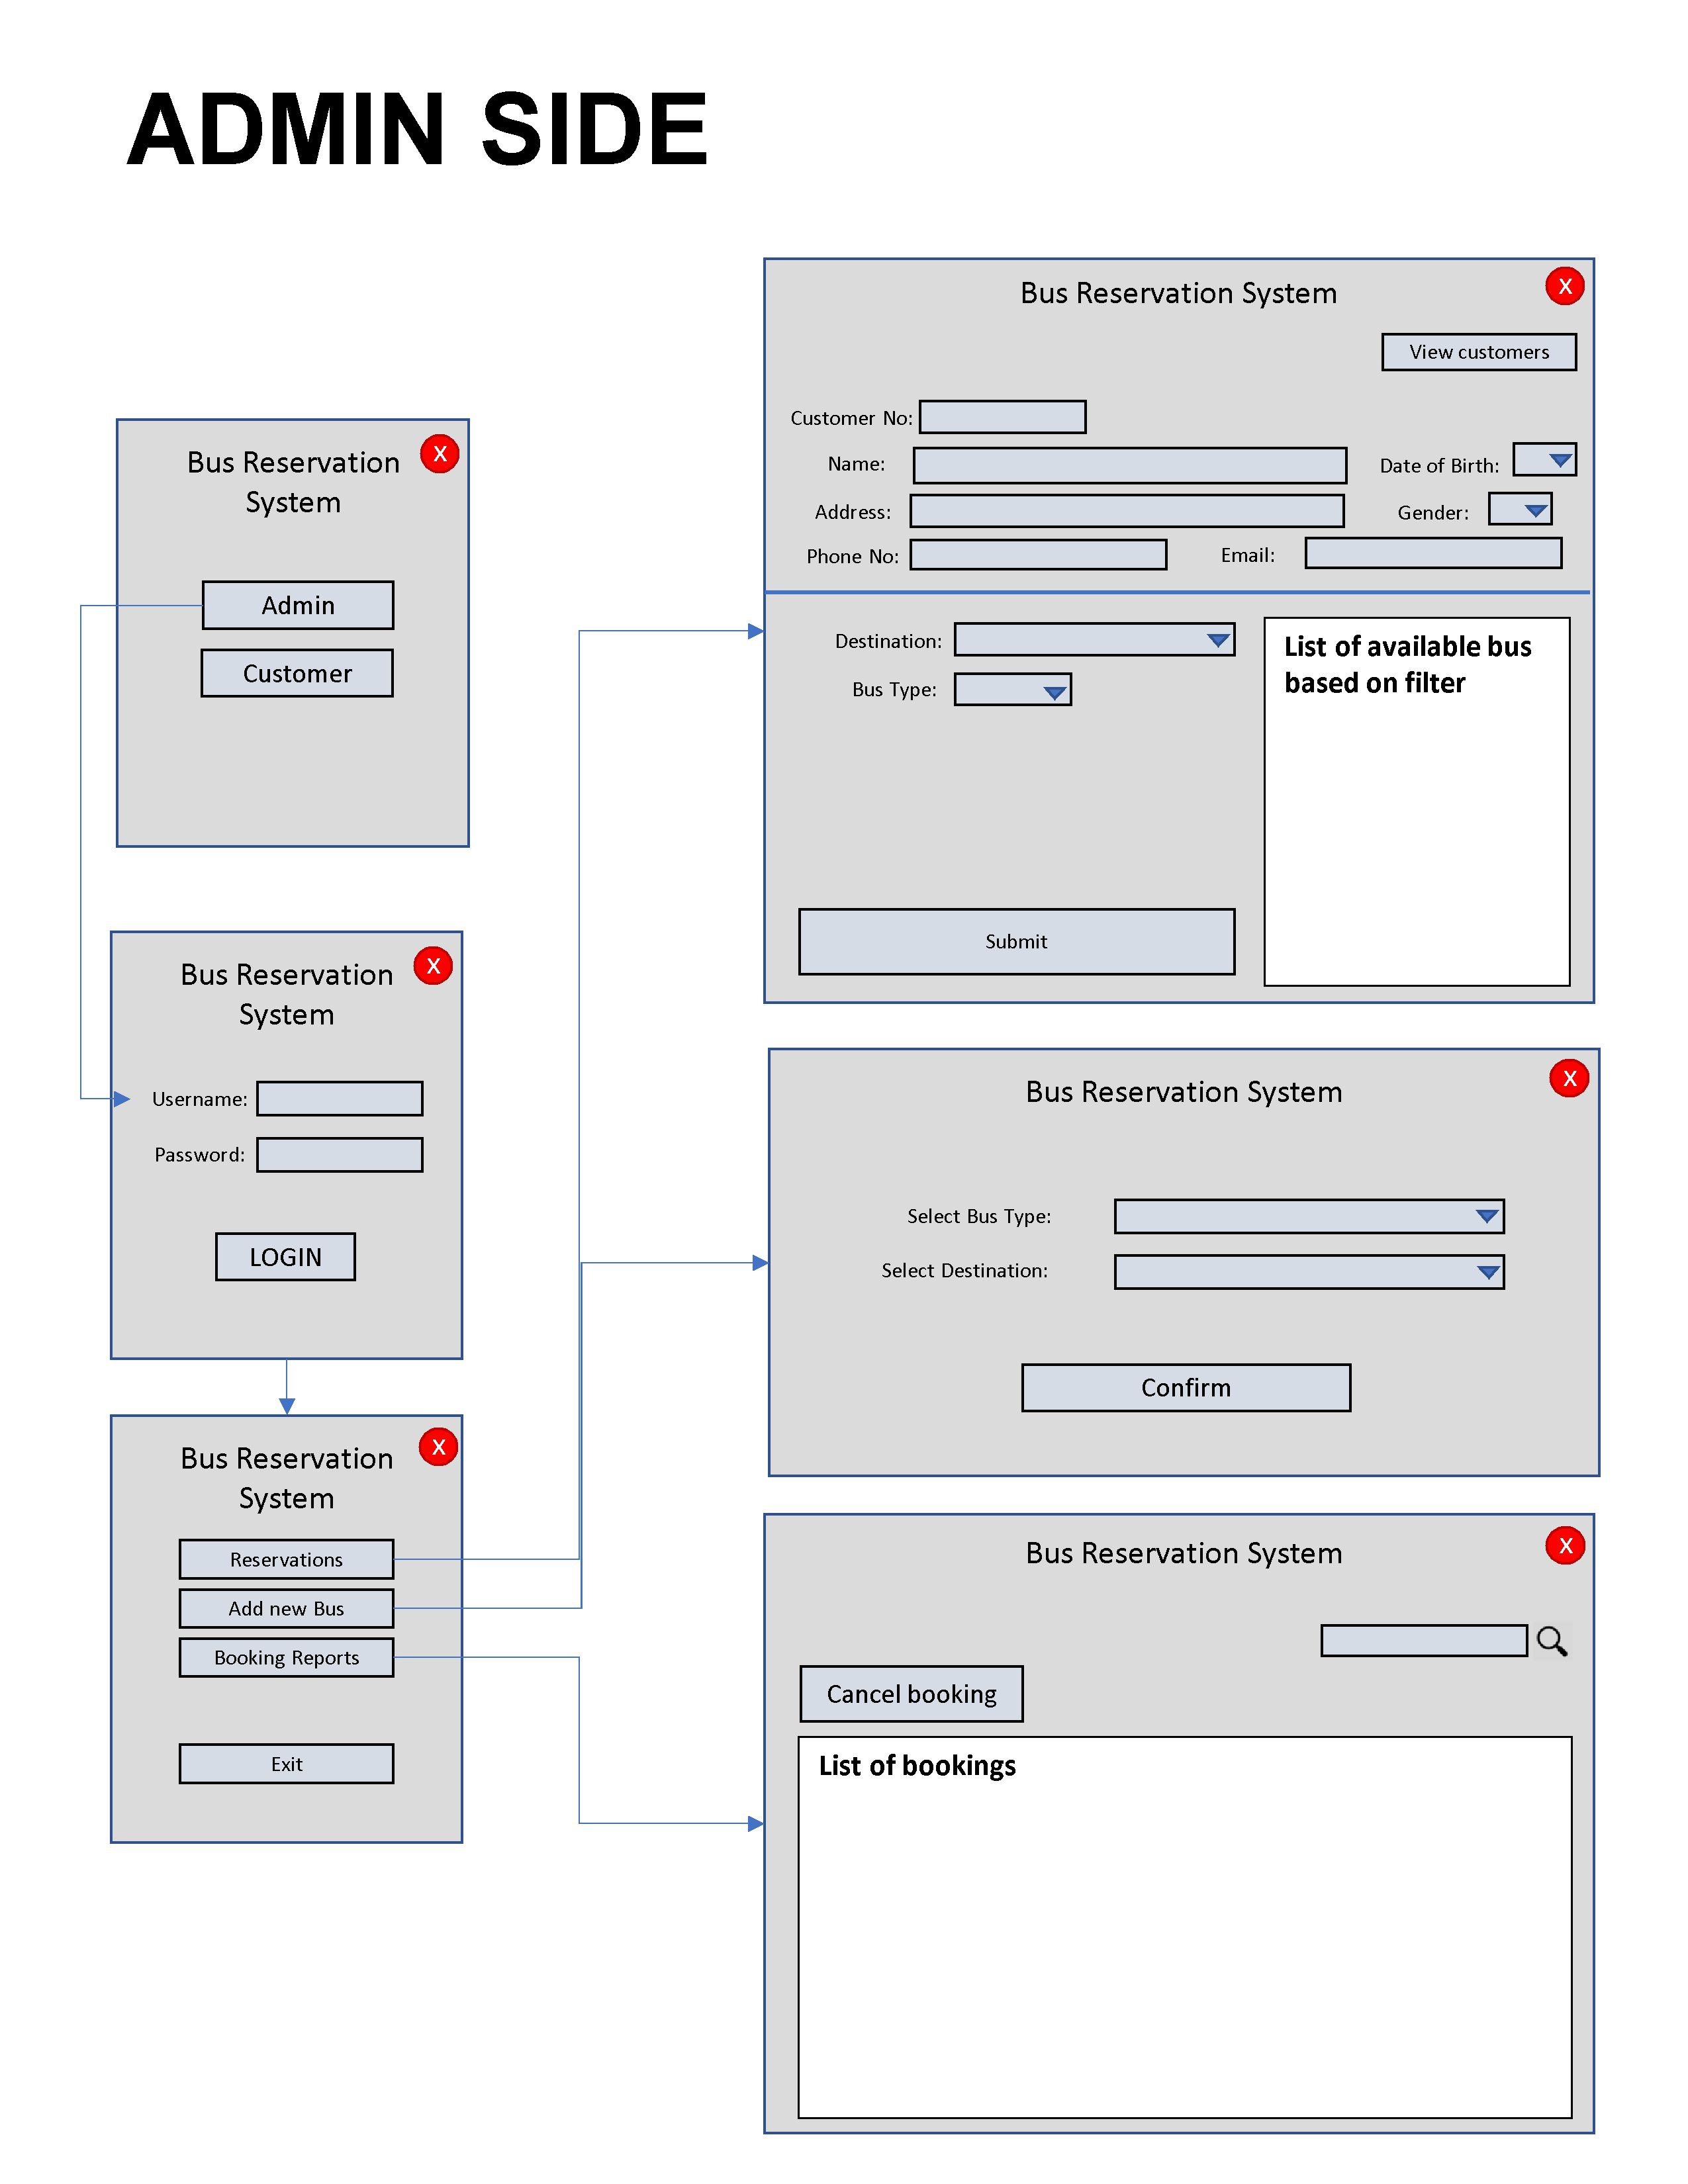 ADMIN SIDE
Bus Reservation
System
X
Admin
Customer
Bus Reservation
System
X
Username:
Password:
LOGIN
Bus Reservation
System
X
Reservations
Add new Bus
Booking Reports
Exit
Bus Reservation System
X
View customers
Customer No:
Name:
Date of Birth:
Address:
Gender:
Phone No:
Email:
Destination:
Bus Type:
List of available bus
based on filter
Submit
Bus Reservation System
X
Select Bus Type:
Select Destination:
Confirm
Bus Reservation System
X
Cancel booking
List of bookings